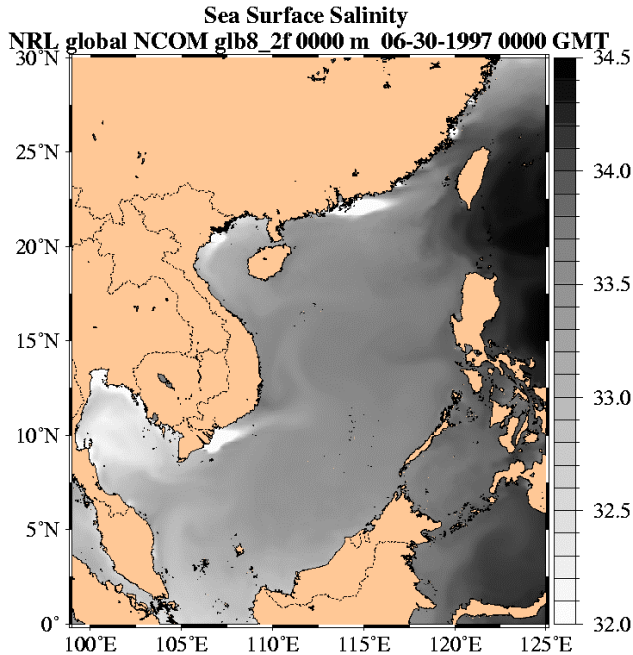 Sea Surface Salinity
NRL global NCOM glb8_2f 0000 m  06-30-1997 0000 GMT
30°N
25°N
20°N
15°N
10°N
5°N
0°
100°E
105°E
110°E
115°E
120°E
125°E
34.5
34.0
33.5
33.0
32.5
32.0